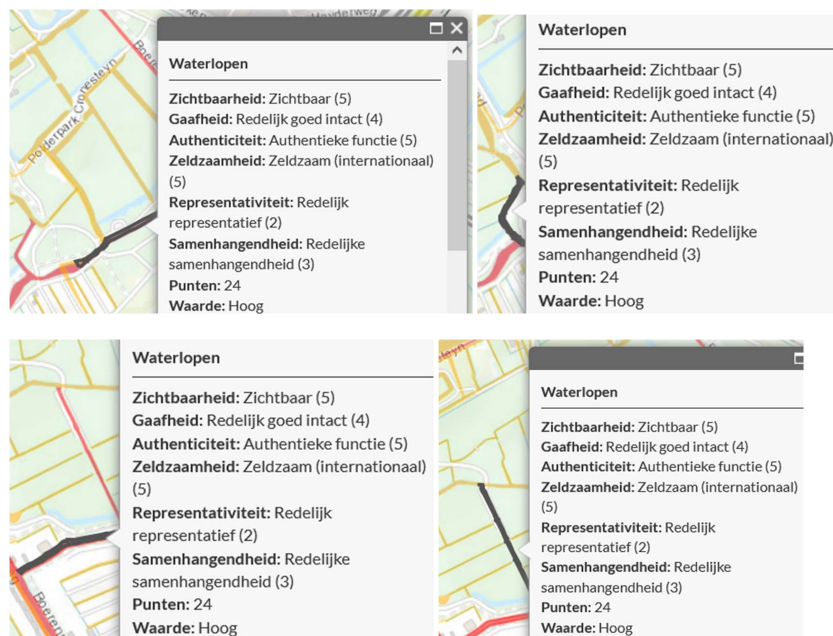 Polderpark Cronesteyn
Waterlopen
Zichtbaarheid: Zichtbaar (5)
Gaafheid: Redelijk goed intact (4)
Authenticiteit: Authentieke functie (5)
Zeldzaamheid: Zeldzaam (internationaal)
(5)
Representativiteit: Redelijk
representatief (2)
Samenhangendheid: Redelijke
samenhangendheid (3)
Punten: 24
Waarde: Hoog
Waterlopen
Zichtbaarheid: Zichtbaar (5)
Gaafheid: Redelijk goed intact (4)
Authenticiteit: Authentieke functie (5)
Zeldzaamheid: Zeldzaam (internationaal)
(5)
Representativiteit: Redelijk
representatief (2)
Samenhangendheid: Redelijke
samenhangendheid (3)
Punten: 24
Waarde: Hoog
Waterlopen
Zichtbaarheid: Zichtbaar (5)
Gaafheid: Redelijk goed intact (4)
Authenticiteit: Authentieke functie (5)
Zeldzaamheid: Zeldzaam (internationaal)
(5)
Representativiteit: Redelijk
representatief (2)
Samenhangendheid: Redelijke
samenhangendheid (3)
Punten: 24
Waarde: Hoog
Waterlopen
Zichtbaarheid: Zichtbaar (5)
Gaafheid: Redelijk goed intact (4)
Authenticiteit: Authentieke functie (5)
Zeldzaamheid: Zeldzaam (internationaal)
(5)
Representativiteit: Redelijk
representatief (2)
Samenhangendheid: Redelijke
samenhangendheid (3)
Punten: 24
Waarde: Hoog